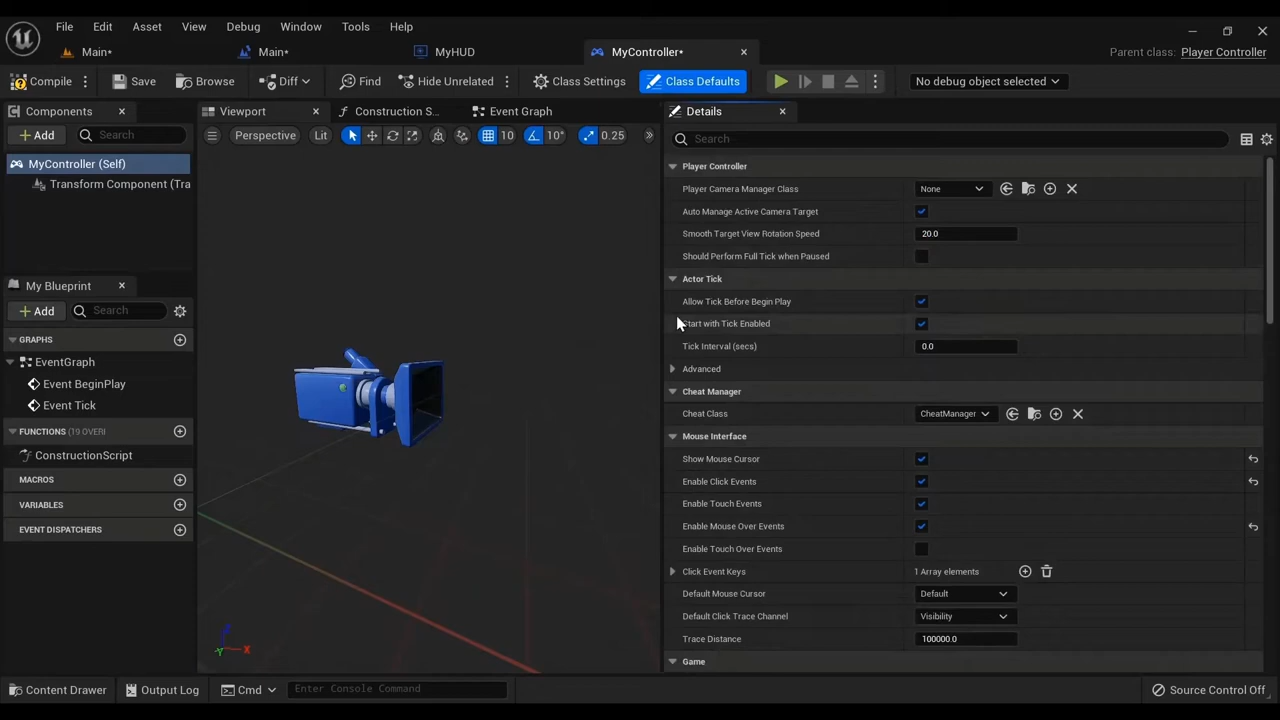 File Edit Asset View Debug Window Tools Help
Main* Main* MyHUD MyController* Parent class: Player Controller
Compile Save Browse Diff Find Hide Unrelated Class Settings Class Defaults No debug object selected
Components Viewport Construction S... Event Graph Details
Add Search Perspective Lit 10 10° 0.25 Search
MyController (Self) Player Controller
Transform Component (Tra Player Camera Manager Class None
Auto Manage Active Camera Target
Smooth Target View Rotation Speed 20.0
Should Perform Full Tick when Paused
My Blueprint Actor Tick
Add Search Allow Tick Before Begin Play
Start with Tick Enabled
GRAPHS Tick Interval (secs) 0.0
EventGraph Advanced
Event BeginPlay Cheat Manager
Event Tick Cheat Class CheatManager
FUNCTIONS (19 OVERI Mouse Interface
ConstructionScript Show Mouse Cursor
MACROS Enable Click Events
VARIABLES Enable Touch Events
EVENT DISPATCHERS Enable Mouse Over Events
Enable Touch Over Events
Click Event Keys 1 Array elements
Default Mouse Cursor Default
Default Click Trace Channel Visibility
Trace Distance 100000.0
Z X Y Game
Content Drawer Output Log Cmd Enter Console Command Source Control Off